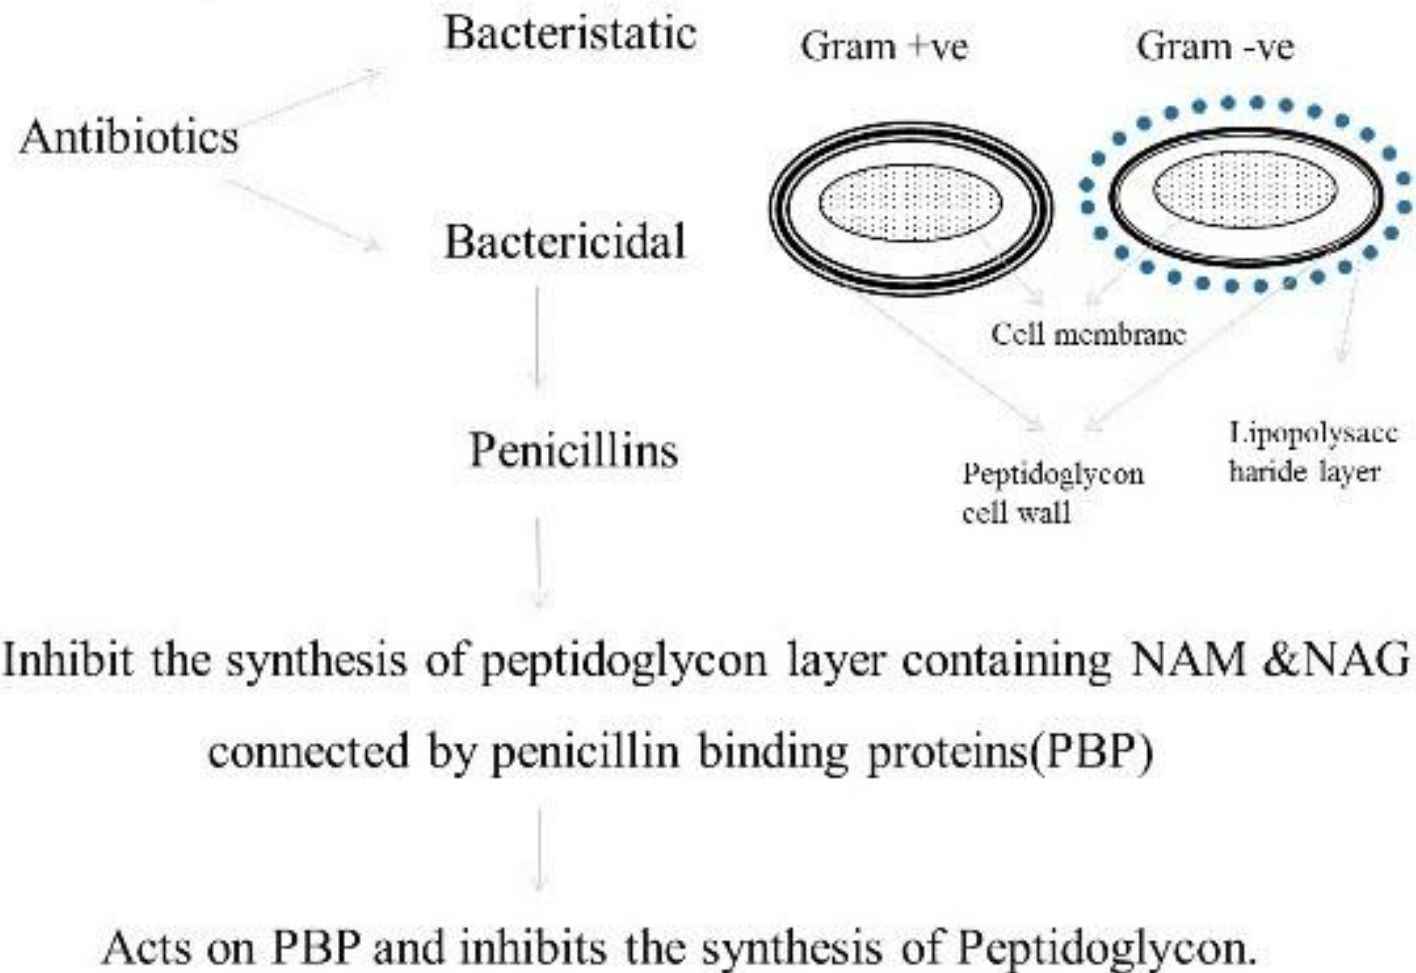 Bacteristatic
Gram +ve
Gram -ve
Antibiotics
Bactericidal
Cell membrane
Penicillins
Lipopolysacc
haride layer
Peptidoglycon
cell wall
Inhibit the synthesis of peptidoglycon layer containing NAM &NAG
connected by penicillin binding proteins(PBP)
Acts on PBP and inhibits the synthesis of Peptidoglycon.